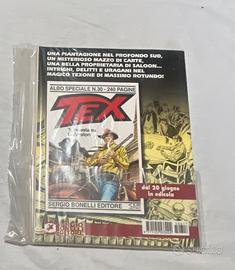 UNA PIANTAGIONE NEL PROFONDO SUD,
UN MISTERIOSO MAZZO DI CARTE,
UNA BELLA PROPRIETARIA DI SALOON...
INTRIGHI, DELITTI E URAGANI NEL
MAGICO TEXONE DI MASSIMO ROTUNDO!
ALBO SPECIALE N.30 - 240 PAGINE
TEX
SERGIO BONELLI EDITORE
dal 20 giugno
in edicola